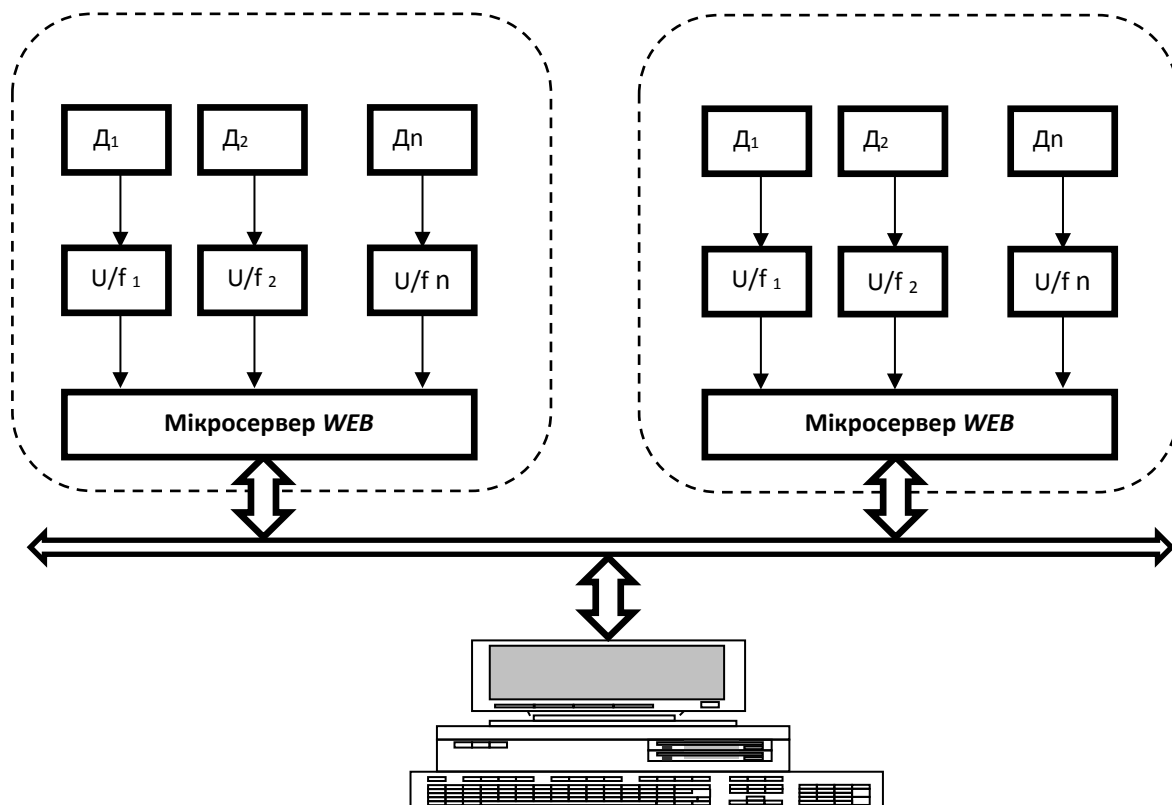 Д1 Д2 Дn Д1 Д2 Дn
U/f 1 U/f 2 U/f n U/f 1 U/f 2 U/f n
Мікросервер WEB Мікросервер WEB